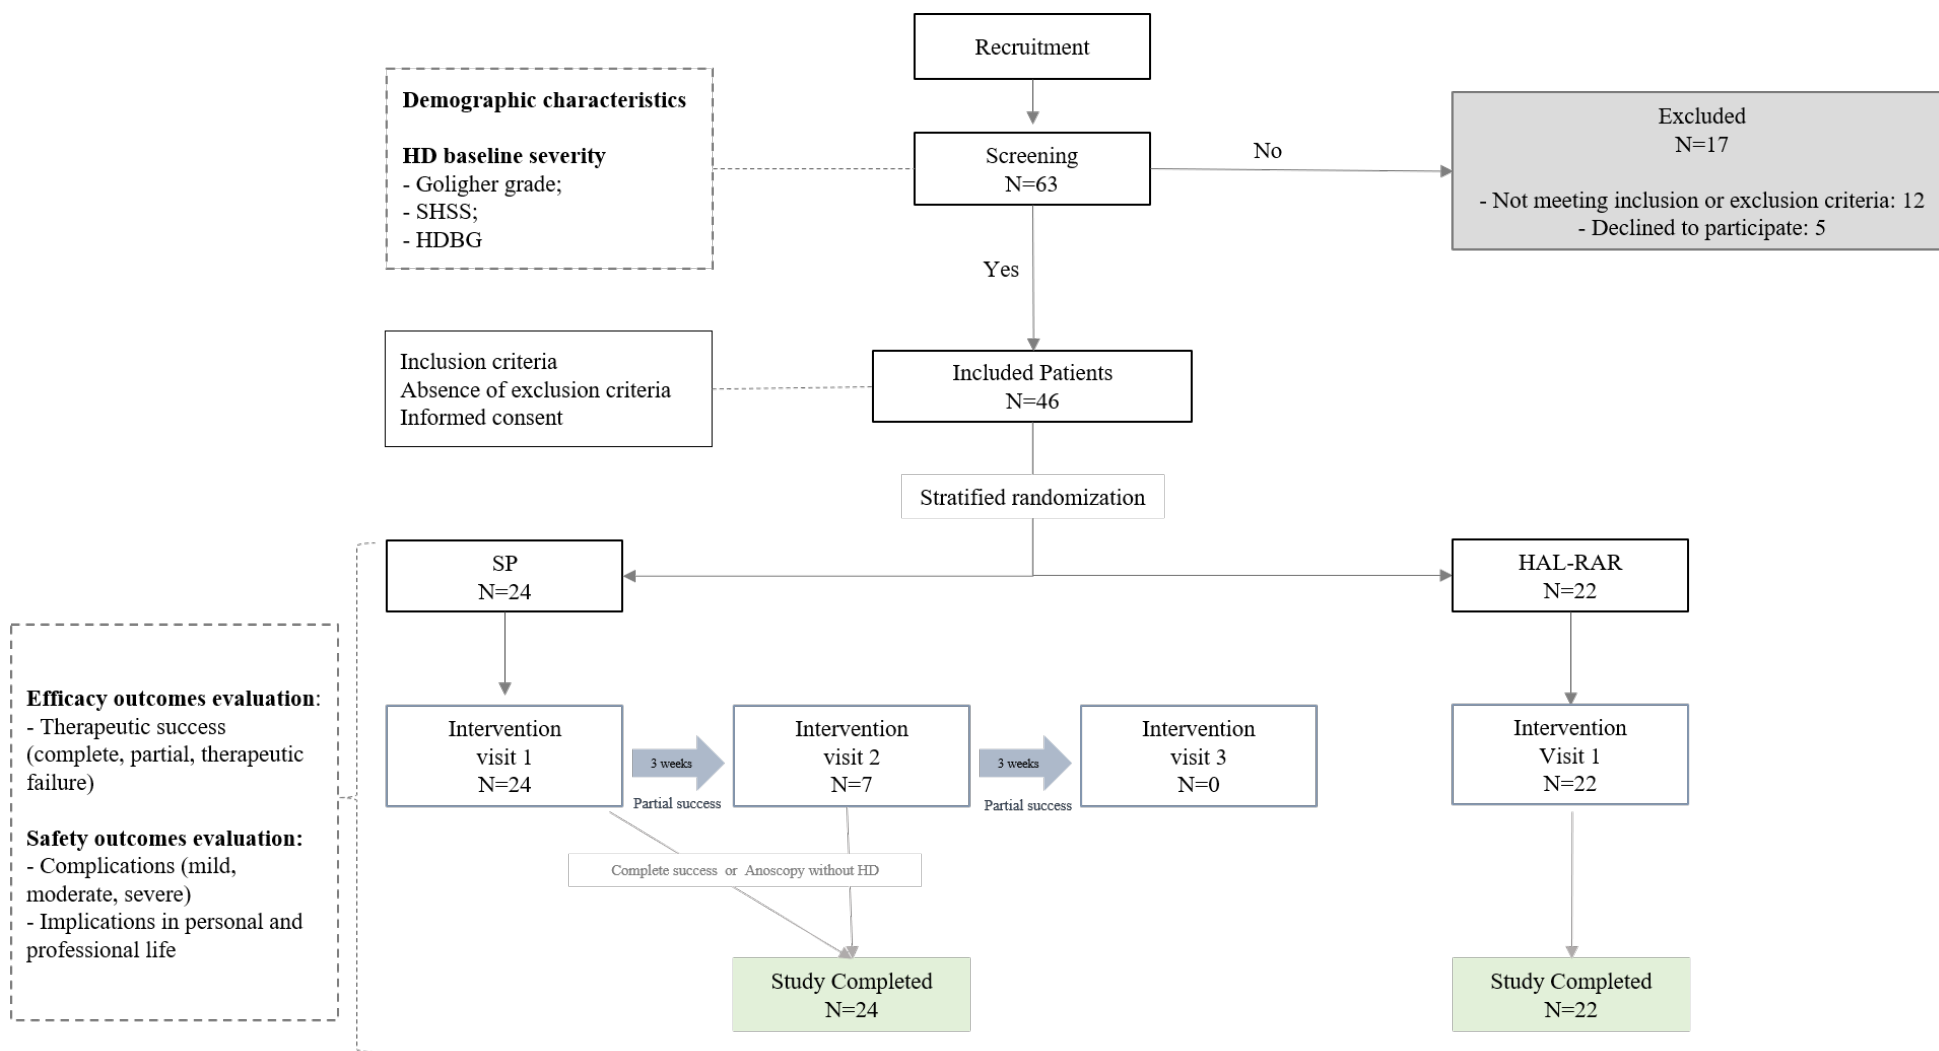 Recruitment
Demographic characteristics
HD baseline severity
- Goligher grade;
- SHSS;
- HDBG
Screening
N=63
No
Excluded
N=17
- Not meeting inclusion or exclusion criteria: 12
- Declined to participate: 5
Yes
Inclusion criteria
Absence of exclusion criteria
Informed consent
Included Patients
N=46
Stratified randomization
SP
N=24
HAL-RAR
N=22
Efficacy outcomes evaluation:
- Therapeutic success
(complete, partial, therapeutic
failure)
Safety outcomes evaluation:
- Complications (mild,
moderate, severe)
- Implications in personal and
professional life
Intervention
visit 1
N=24
3 weeks
Partial success
Intervention
visit 2
N=7
3 weeks
Partial success
Intervention
visit 3
N=0
Intervention
Visit 1
N=22
Complete success or Anoscopy without HD
Study Completed
N=24
Study Completed
N=22